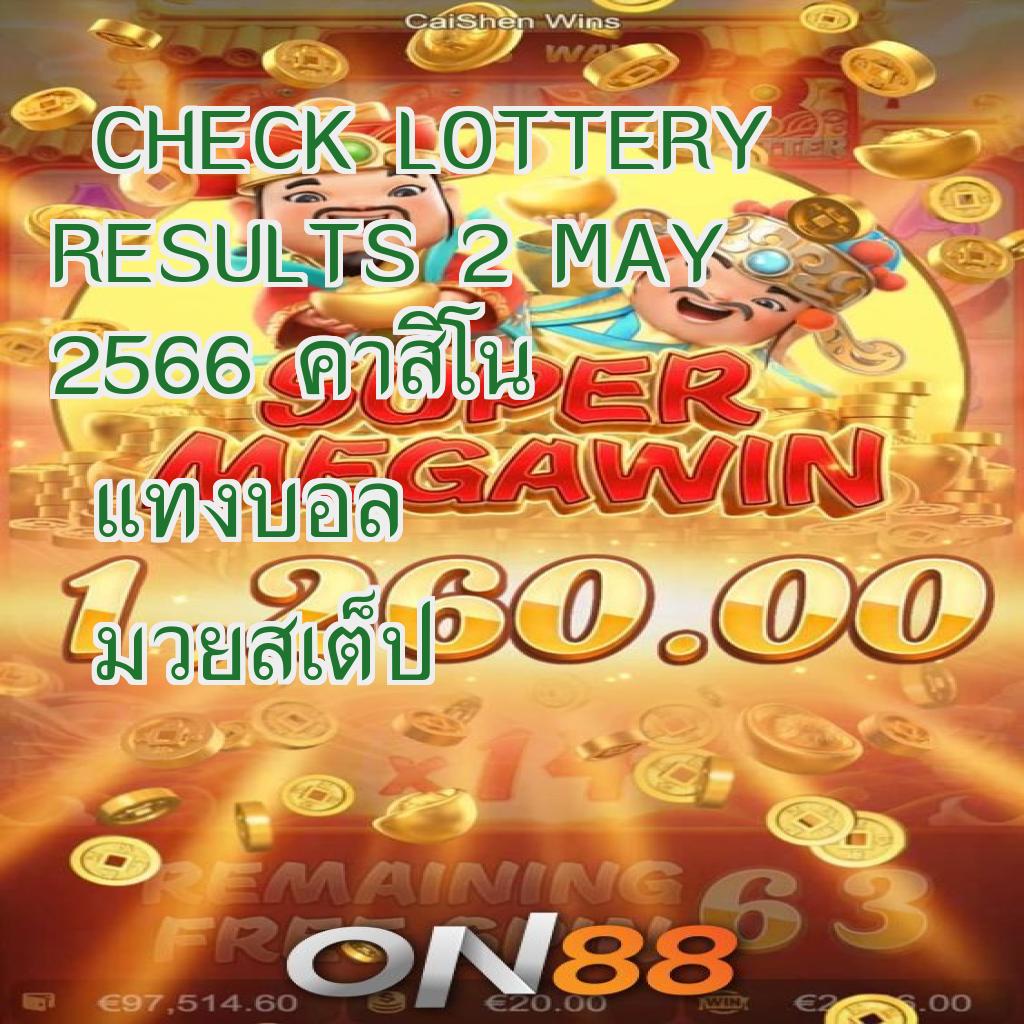 CaiShen Wins
CHECK LOTTERY
RESULTS 2 MAY
2566 คาสิโน
SUPER
MEGAWIN
แทงบอล
1,260.00
มวยสเต็ป
REMAINING
FREE SPIN 63
ON88
€97,514.60 €20.00 WIN